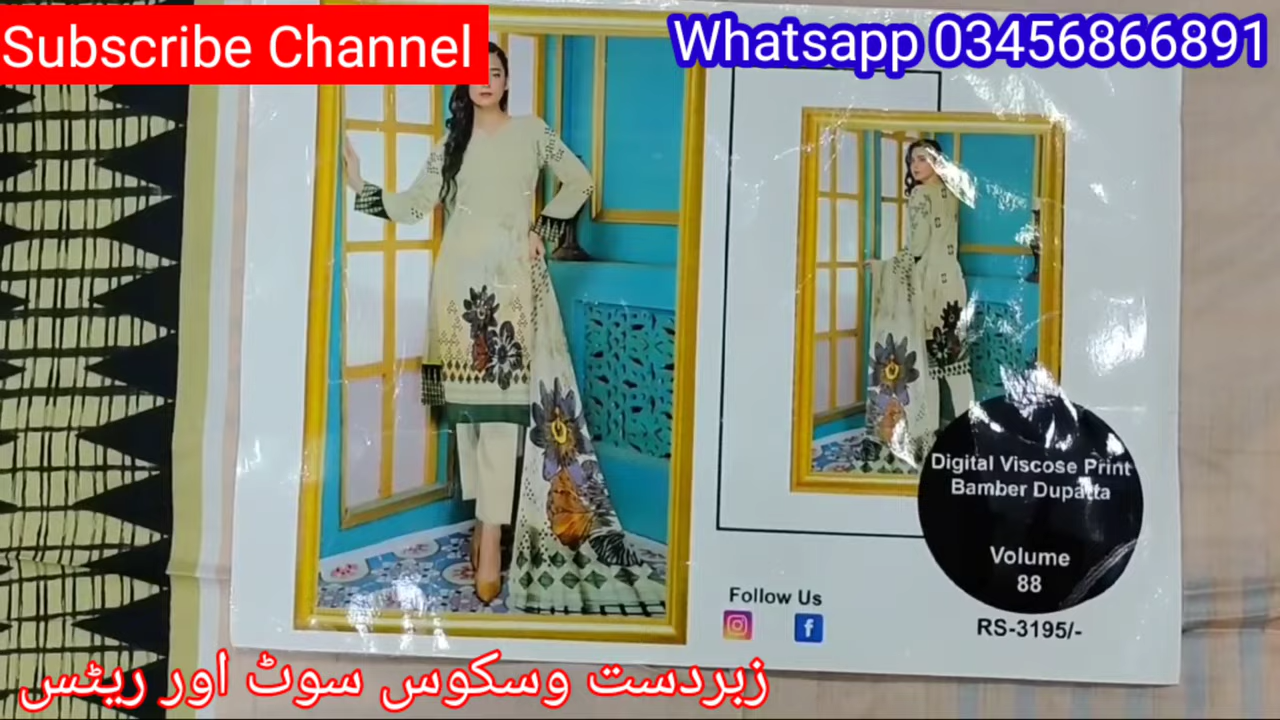 Subscribe Channel
Whatsapp 03456866891
Digital Viscose Print
Bamber Dupatta
Volume
88
Follow Us
RS-3195/-
زبردست وسکوس سوٹ اور ریٹس